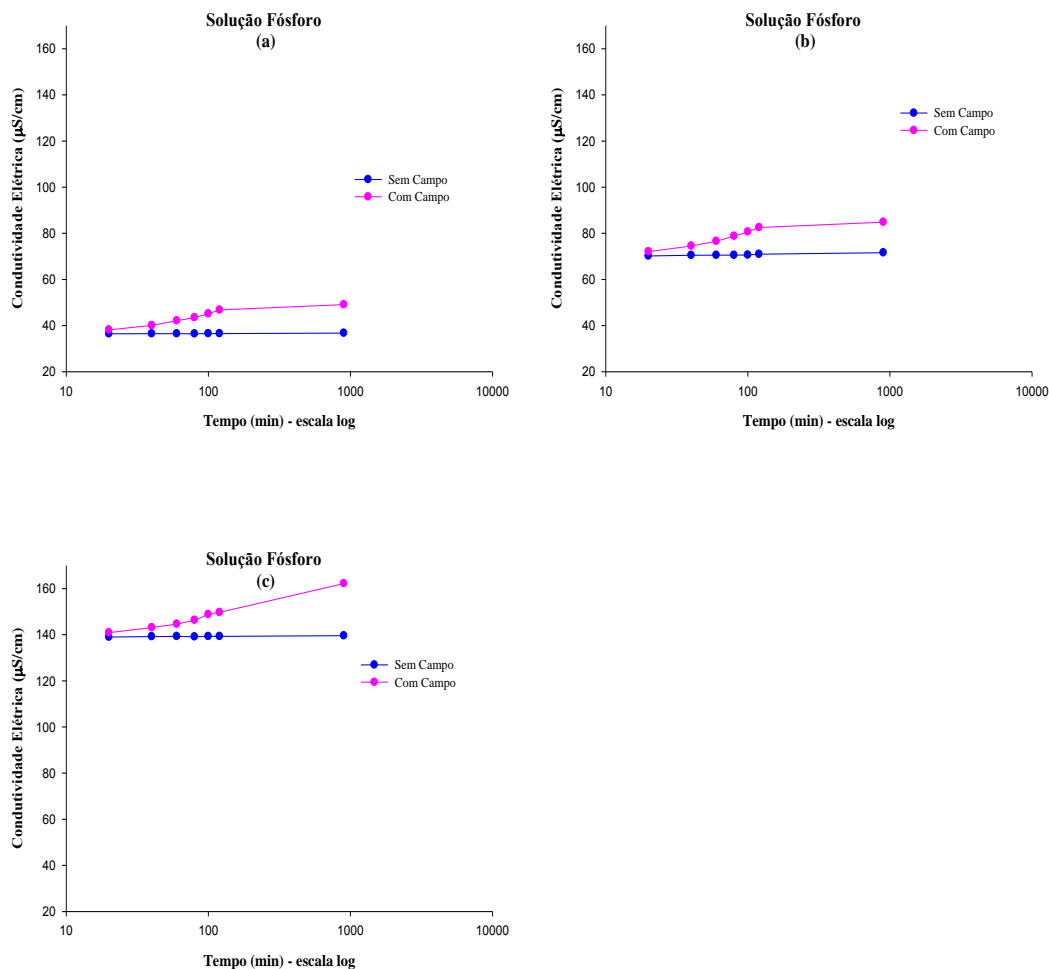 Solução Fósforo
(a)
160
140
120
100
80
60
40
20
Condutividade Elétrica (µS/cm)
Sem Campo
Com Campo
10
100
1000
10000
Tempo (min) - escala log
Solução Fósforo
(b)
160
140
120
100
80
60
40
20
Condutividade Elétrica (µS/cm)
Sem Campo
Com Campo
10
100
1000
10000
Tempo (min) - escala log
Solução Fósforo
(c)
160
140
120
100
80
60
40
20
Condutividade Elétrica (µS/cm)
Sem Campo
Com Campo
10
100
1000
10000
Tempo (min) - escala log